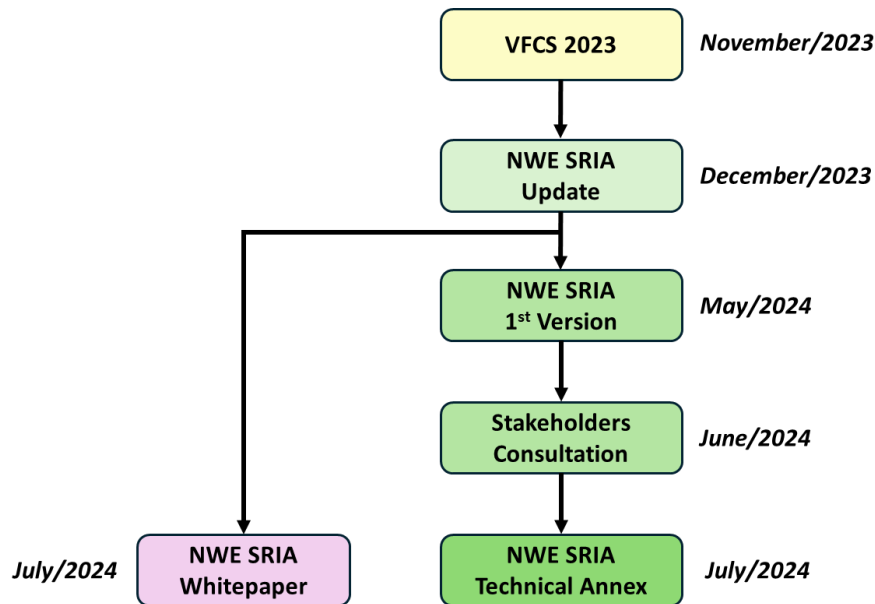 VFCS 2023
November/2023
NWE SRIA
Update
December/2023
NWE SRIA
1st Version
May/2024
Stakeholders
Consultation
June/2024
July/2024
NWE SRIA
Whitepaper
NWE SRIA
Technical Annex
July/2024